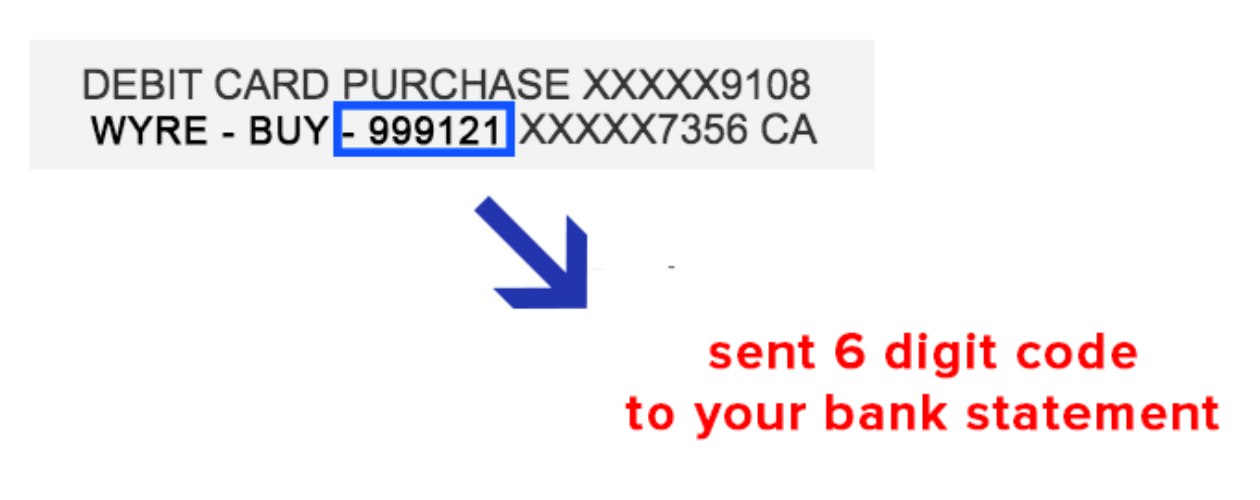 DEBIT CARD PURCHASE XXXXX9108
WYRE - BUY - 999121 XXXXX7356 CA
sent 6 digit code
to your bank statement